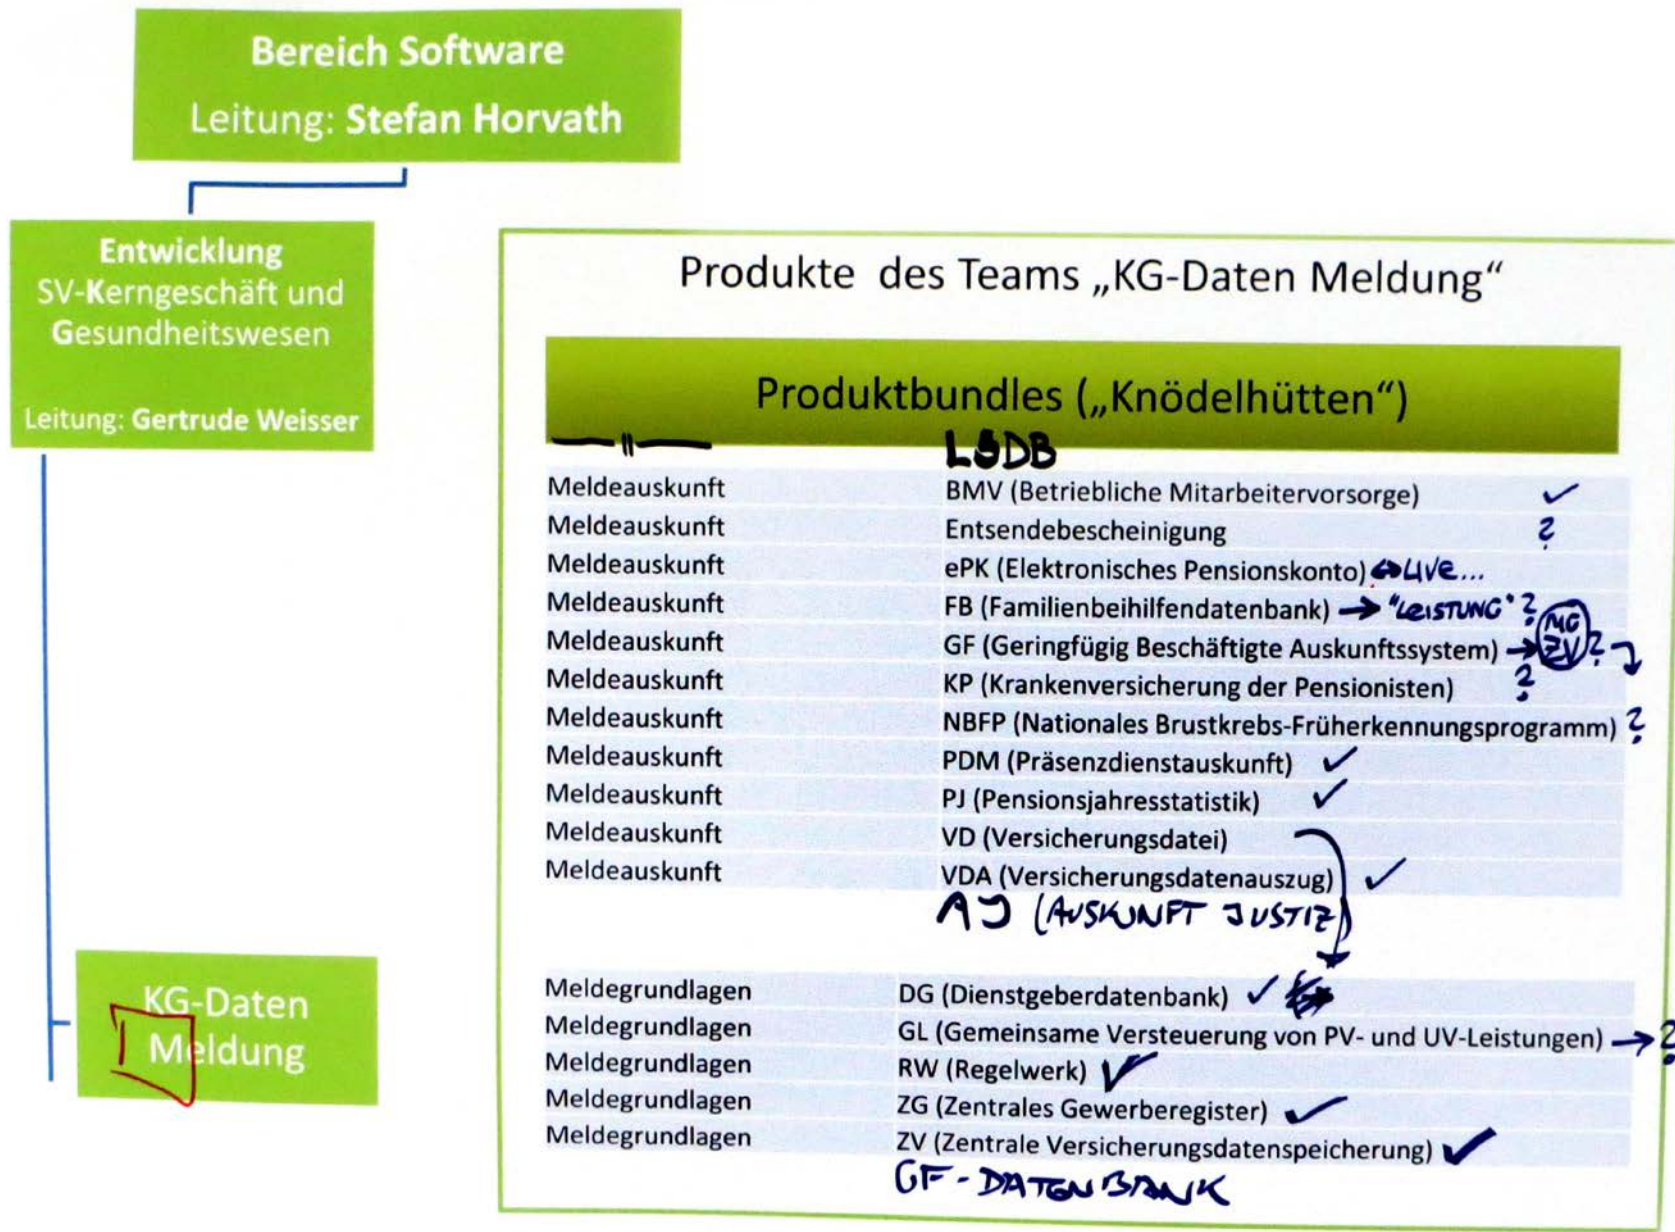 Bereich Software
Leitung: Stefan Horvath
Entwicklung
SV-Kerngeschäft und
Gesundheitswesen
Leitung: Gertrude Weisser
KG-Daten
Meldung
Produkte des Teams „KG-Daten Meldung“
Produktbundles („Knödelhütten“)
—〃— LSDB
Meldeauskunft BMV (Betriebliche Mitarbeitervorsorge) ✓
Meldeauskunft Entsendebescheinigung ?
Meldeauskunft ePK (Elektronisches Pensionskonto) ↔ LIVE...
Meldeauskunft FB (Familienbeihilfendatenbank) → "LEISTUNG" ?
Meldeauskunft GF (Geringfügig Beschäftigte Auskunftssystem) → MG ZV ?
Meldeauskunft KP (Krankenversicherung der Pensionisten) ?
Meldeauskunft NBFP (Nationales Brustkrebs-Früherkennungsprogramm) ?
Meldeauskunft PDM (Präsenzdienstauskunft) ✓
Meldeauskunft PJ (Pensionsjahresstatistik) ✓
Meldeauskunft VD (Versicherungsdatei)
Meldeauskunft VDA (Versicherungsdatenauszug) ✓
AJ (AUSKUNFT JUSTIZ)
Meldegrundlagen DG (Dienstgeberdatenbank) ✓
Meldegrundlagen GL (Gemeinsame Versteuerung von PV- und UV-Leistungen) → ?
Meldegrundlagen RW (Regelwerk) ✓
Meldegrundlagen ZG (Zentrales Gewerberegister) ✓
Meldegrundlagen ZV (Zentrale Versicherungsdatenspeicherung) ✓
GF-DATENBANK